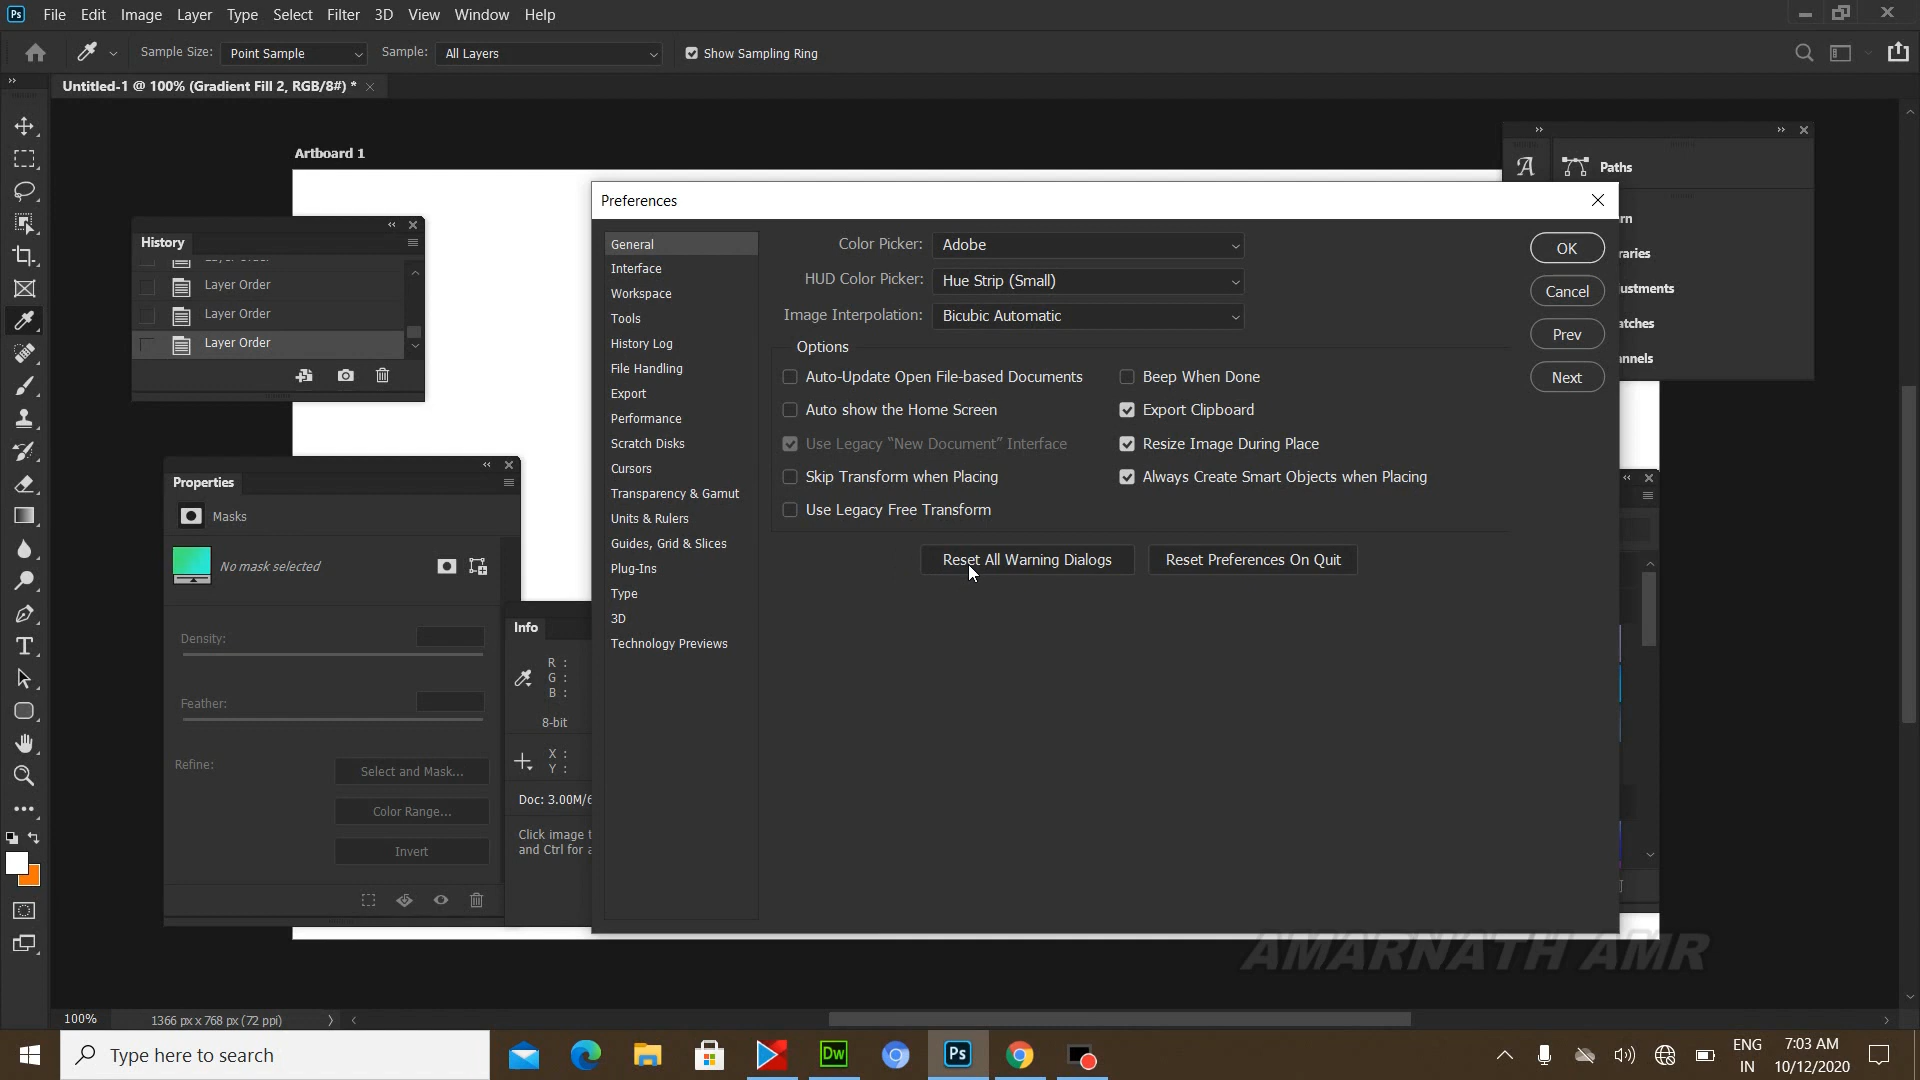 Ps File Edit Image Layer Type Select Filter 3D View Window Help
Sample Size: Point Sample Sample: All Layers Show Sampling Ring
Untitled-1 @ 100% (Gradient Fill 2, RGB/8#) *
Artboard 1
A Paths
Preferences
History
Layer Order
Layer Order
Layer Order
Properties
Masks
No mask selected
Density:
Feather:
Refine:
Select and Mask...
Color Range...
Invert
Info
R :
G :
B :
8-bit
X :
Y :
Doc: 3.00M/6
Click image t
and Ctrl for a
General
Interface
Workspace
Tools
History Log
File Handling
Export
Performance
Scratch Disks
Cursors
Transparency & Gamut
Units & Rulers
Guides, Grid & Slices
Plug-Ins
Type
3D
Technology Previews
Color Picker: Adobe
HUD Color Picker: Hue Strip (Small)
Image Interpolation: Bicubic Automatic
Options
Auto-Update Open File-based Documents
Beep When Done
Auto show the Home Screen
Export Clipboard
Use Legacy “New Document” Interface
Resize Image During Place
Skip Transform when Placing
Always Create Smart Objects when Placing
Use Legacy Free Transform
Reset All Warning Dialogs
Reset Preferences On Quit
OK
Cancel
Prev
Next
rn
raries
ustments
atches
nnels
AMARNATH AMR
100% 1366 px x 768 px (72 ppi)
Type here to search
Dw
Ps
ENG
IN
7:03 AM
10/12/2020